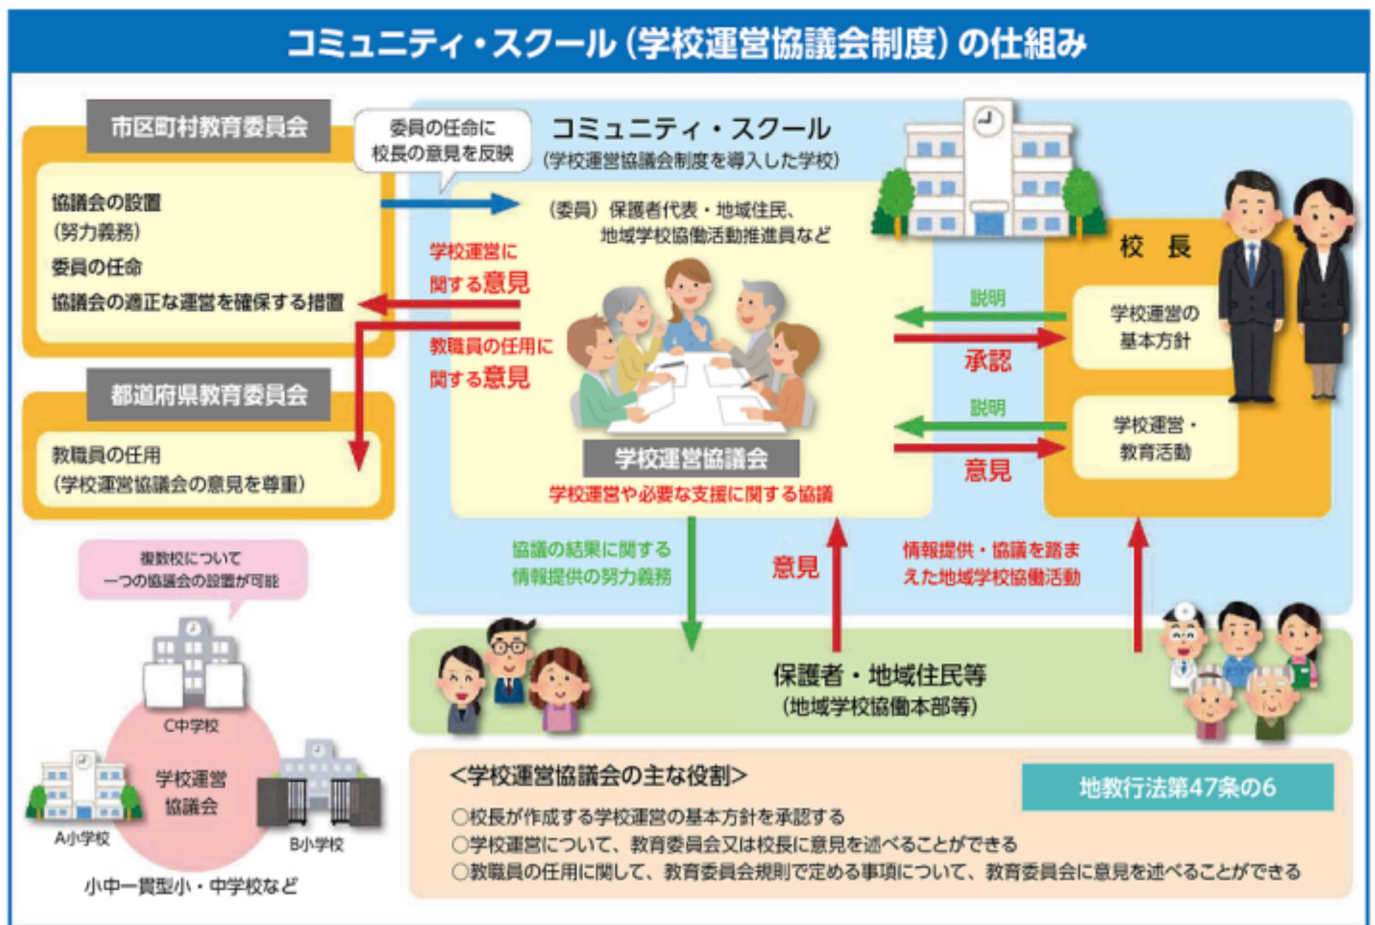 コミュニティ・スクール(学校運営協議会制度)の仕組み
市区町村教育委員会
協議会の設置
(努力義務)
委員の任命
協議会の適正な運営を確保する措置
委員の任命に
校長の意見を反映
コミュニティ・スクール
(学校運営協議会制度を導入した学校)
(委員)保護者代表・地域住民、
地域学校協働活動推進員など
学校運営に
関する意見
教職員の任用に
関する意見
都道府県教育委員会
教職員の任用
(学校運営協議会の意見を尊重)
学校運営協議会
学校運営や必要な支援に関する協議
校 長
説明
承認
学校運営の
基本方針
説明
意見
学校運営・
教育活動
協議の結果に関する
情報提供の努力義務
意見
情報提供・協議を踏ま
えた地域学校協働活動
保護者・地域住民等
(地域学校協働本部等)
複数校について
一つの協議会の設置が可能
C中学校
学校運営
協議会
A小学校
B小学校
小中一貫型小・中学校など
<学校運営協議会の主な役割>
地教行法第47条の6
○校長が作成する学校運営の基本方針を承認する
○学校運営について、教育委員会又は校長に意見を述べることができる
○教職員の任用に関して、教育委員会規則で定める事項について、教育委員会に意見を述べることができる